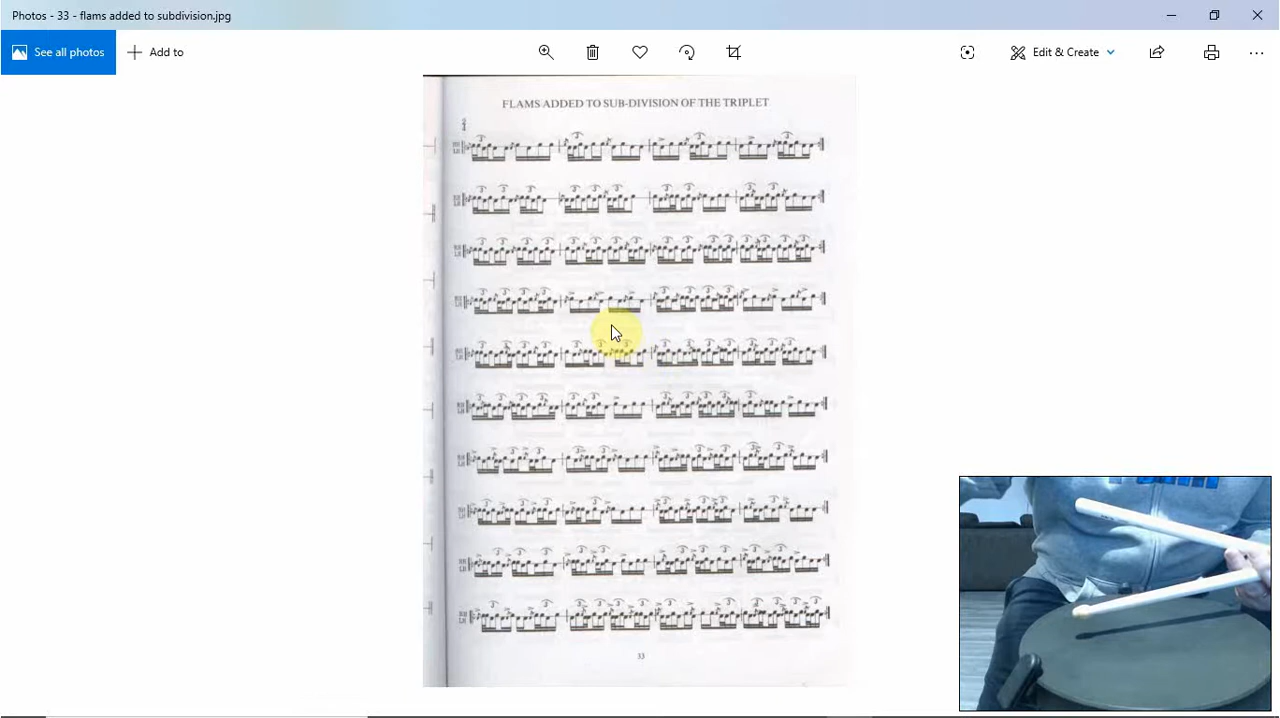 Photos - 33 - flams added to subdivision.jpg
See all photos
Add to
Edit & Create
FLAMS ADDED TO SUB-DIVISION OF THE TRIPLET
33